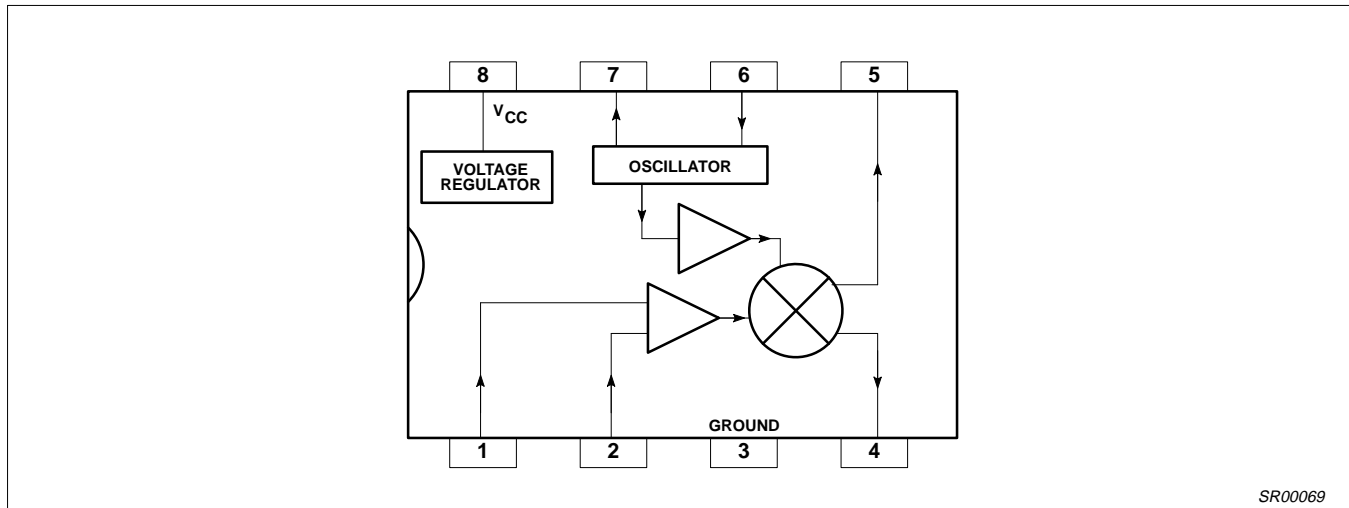 8 7 6 5
VCC
VOLTAGE
REGULATOR
OSCILLATOR
GROUND
1 2 3 4
SR00069